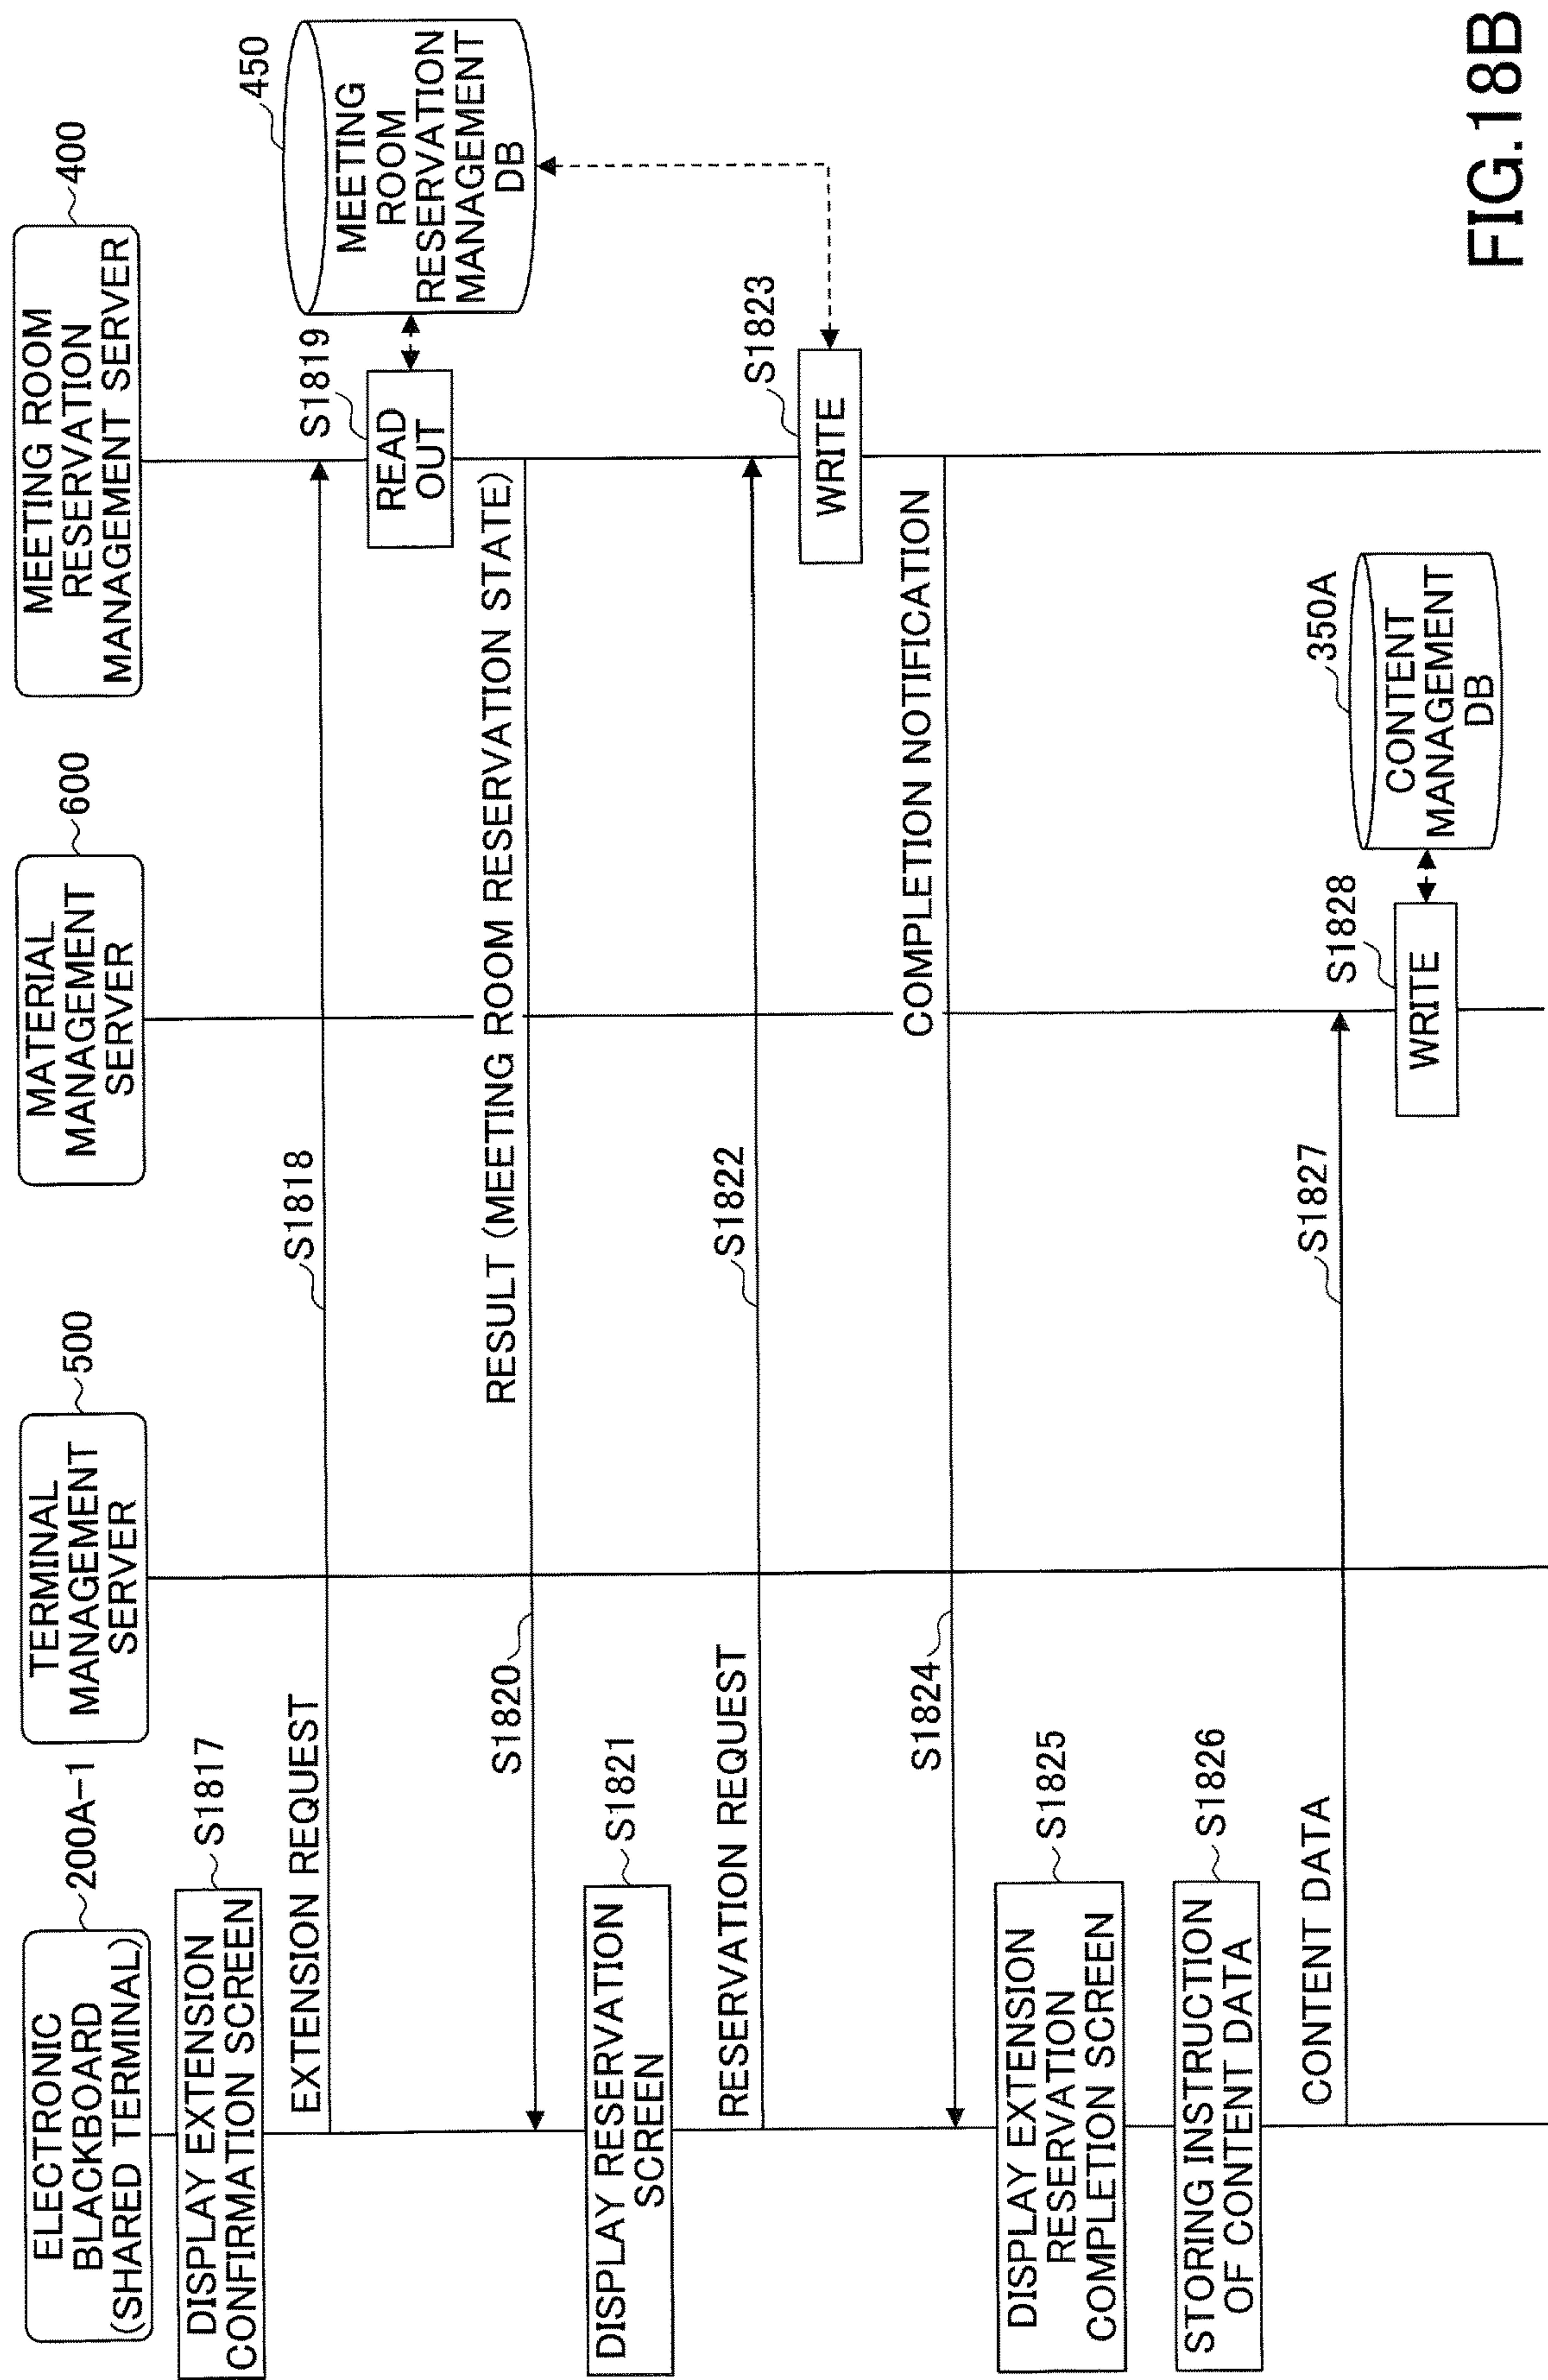 ELECTRONIC
BLACKBOARD
(SHARED TERMINAL)
200A-1
TERMINAL
MANAGEMENT
SERVER
500
MATERIAL
MANAGEMENT
SERVER
600
MEETING ROOM
RESERVATION
MANAGEMENT SERVER
400
DISPLAY EXTENSION
CONFIRMATION SCREEN
S1817
EXTENSION REQUEST
S1818
S1819
READ
OUT
450
MEETING
ROOM
RESERVATION
MANAGEMENT
DB
RESULT (MEETING ROOM RESERVATION STATE)
S1820
DISPLAY RESERVATION
SCREEN
S1821
RESERVATION REQUEST
S1822
S1823
WRITE
COMPLETION NOTIFICATION
S1824
DISPLAY EXTENSION
RESERVATION
COMPLETION SCREEN
S1825
STORING INSTRUCTION
OF CONTENT DATA
S1826
CONTENT DATA
S1827
S1828
WRITE
350A
CONTENT
MANAGEMENT
DB
FIG.18B